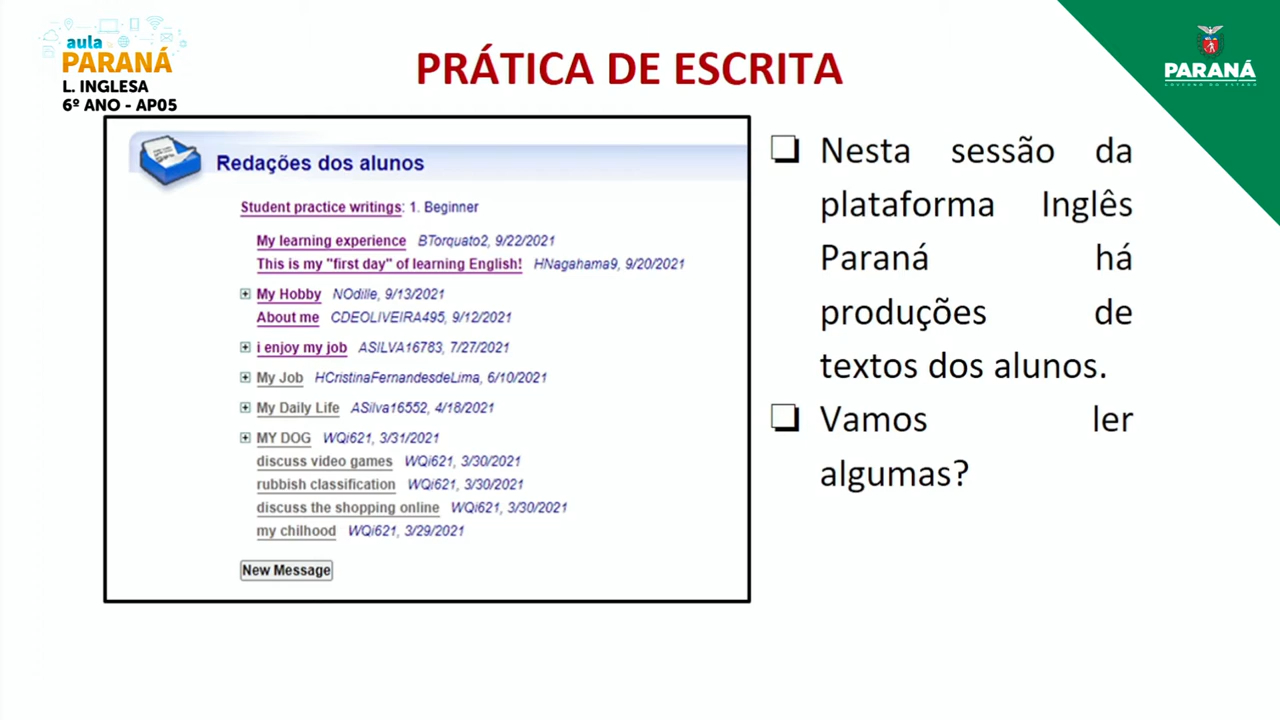 aula
PARANÁ
L. INGLESA
6º ANO - AP05
PRÁTICA DE ESCRITA
PARANÁ
GOVERNO DO ESTADO
Redações dos alunos
Student practice writings: 1. Beginner
My learning experience BTorquato2, 9/22/2021
This is my "first day" of learning English! HNagahama9, 9/20/2021
My Hobby NOdille, 9/13/2021
About me CDEOLIVEIRA495, 9/12/2021
i enjoy my job ASILVA16783, 7/27/2021
My Job HCristinaFernandesdeLima, 6/10/2021
My Daily Life ASilva16552, 4/18/2021
MY DOG WQi621, 3/31/2021
discuss video games WQi621, 3/30/2021
rubbish classification WQi621, 3/30/2021
discuss the shopping online WQi621, 3/30/2021
my chilhood WQi621, 3/29/2021
New Message
Nesta sessão da
plataforma Inglês
Paraná há
produções de
textos dos alunos.
Vamos ler
algumas?